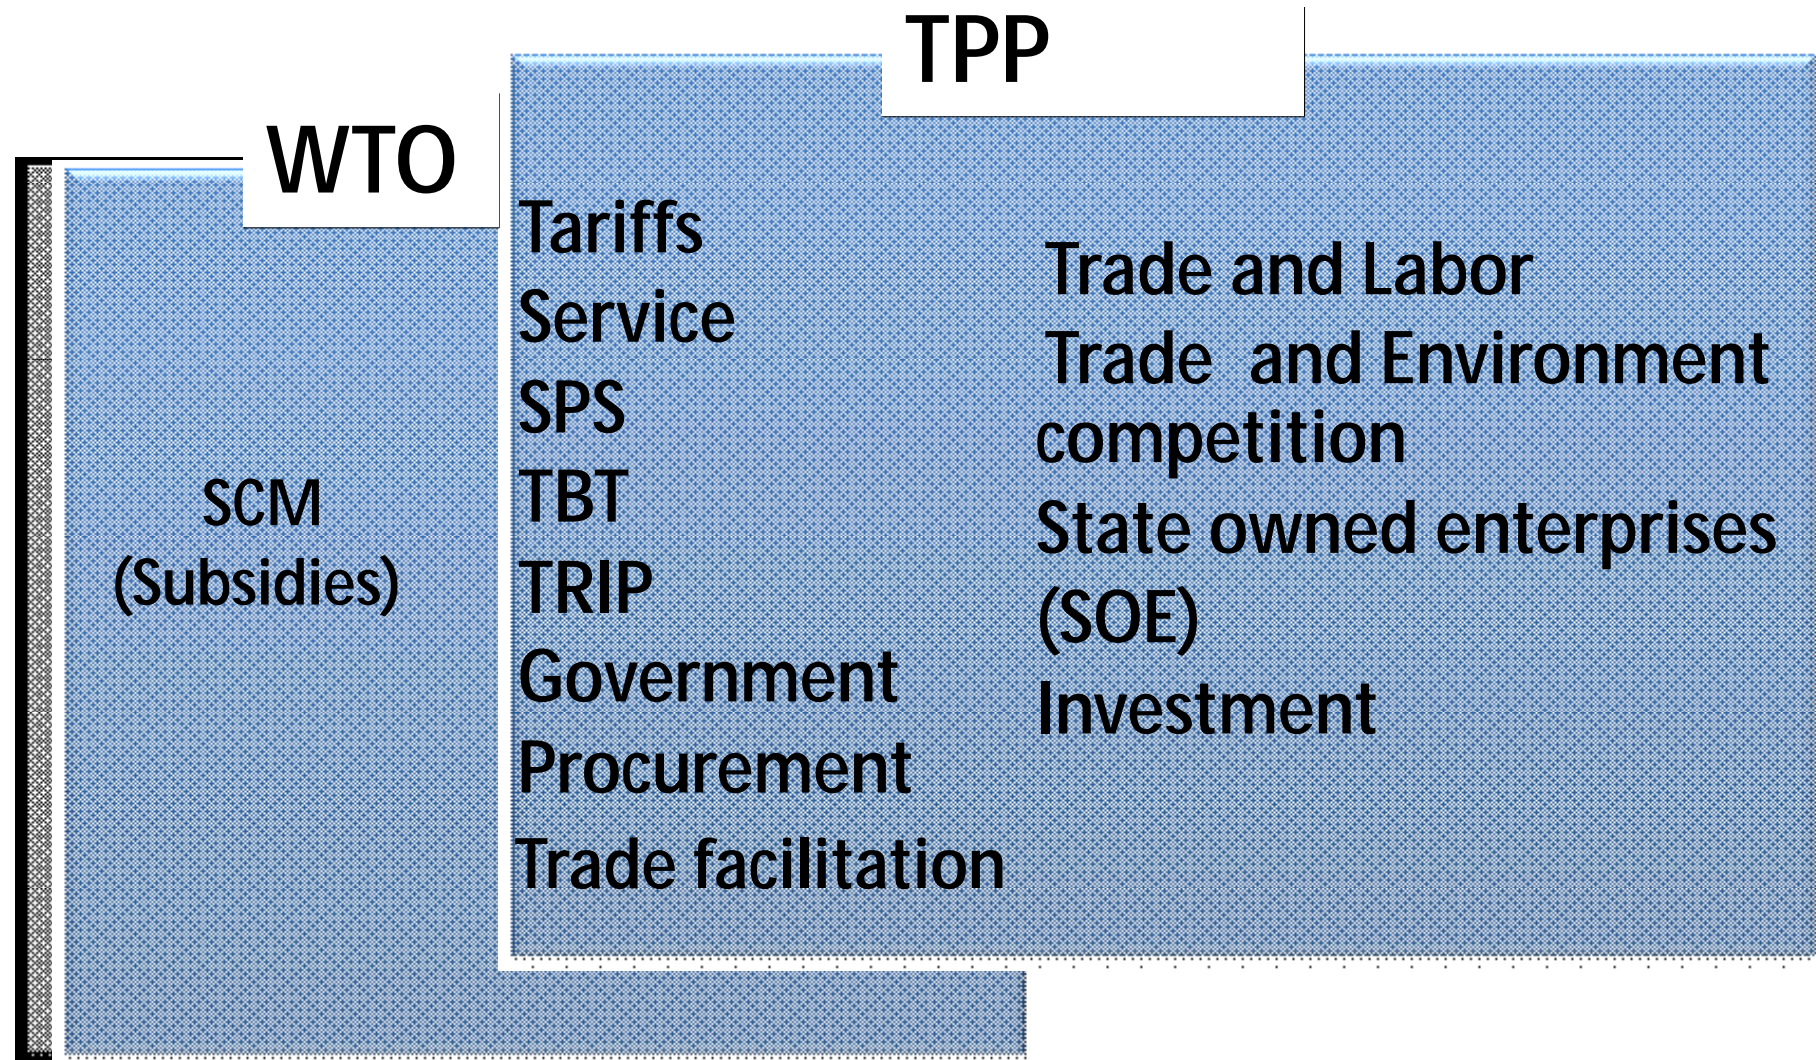 TPP
WTO
SCM
(Subsidies)
Tariffs
Service
SPS
TBT
TRIP
Government
Procurement
Trade facilitation
Trade and Labor
Trade and Environment
competition
State owned enterprises
(SOE)
Investment